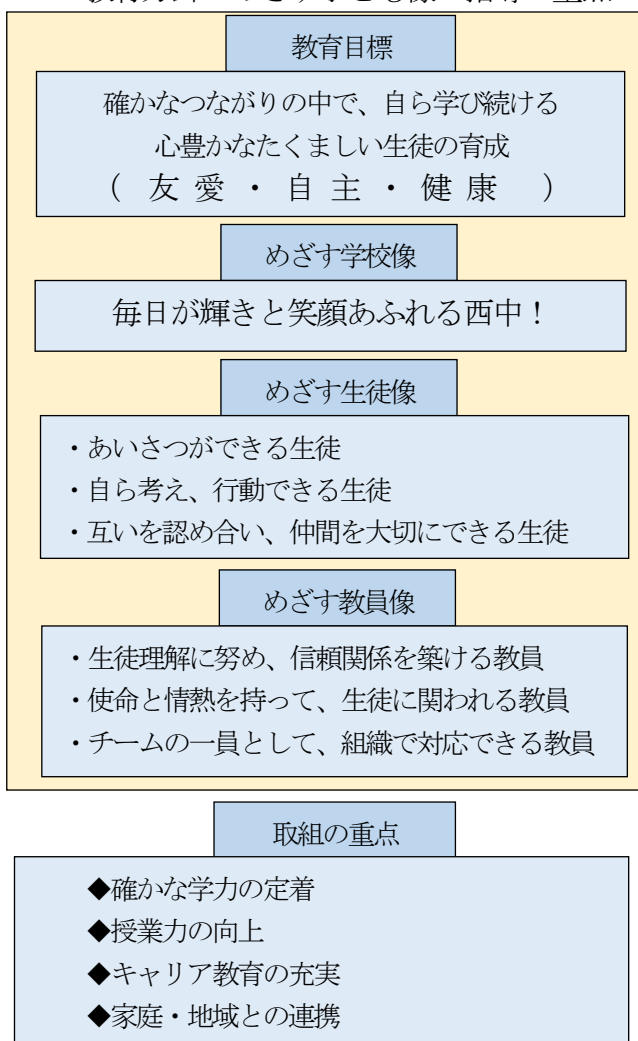 教育目標
確かなつながりの中で、自ら学び続ける
心豊かなたくましい生徒の育成
( 友 愛 ・ 自 主 ・ 健 康 )
めざす学校像
毎日が輝きと笑顔あふれる西中！
めざす生徒像
・あいさつができる生徒
・自ら考え、行動できる生徒
・互いを認め合い、仲間を大切にできる生徒
めざす教員像
・生徒理解に努め、信頼関係を築ける教員
・使命と情熱を持って、生徒に関われる教員
・チームの一員として、組織で対応できる教員
取組の重点
◆確かな学力の定着
◆授業力の向上
◆キャリア教育の充実
◆家庭・地域との連携